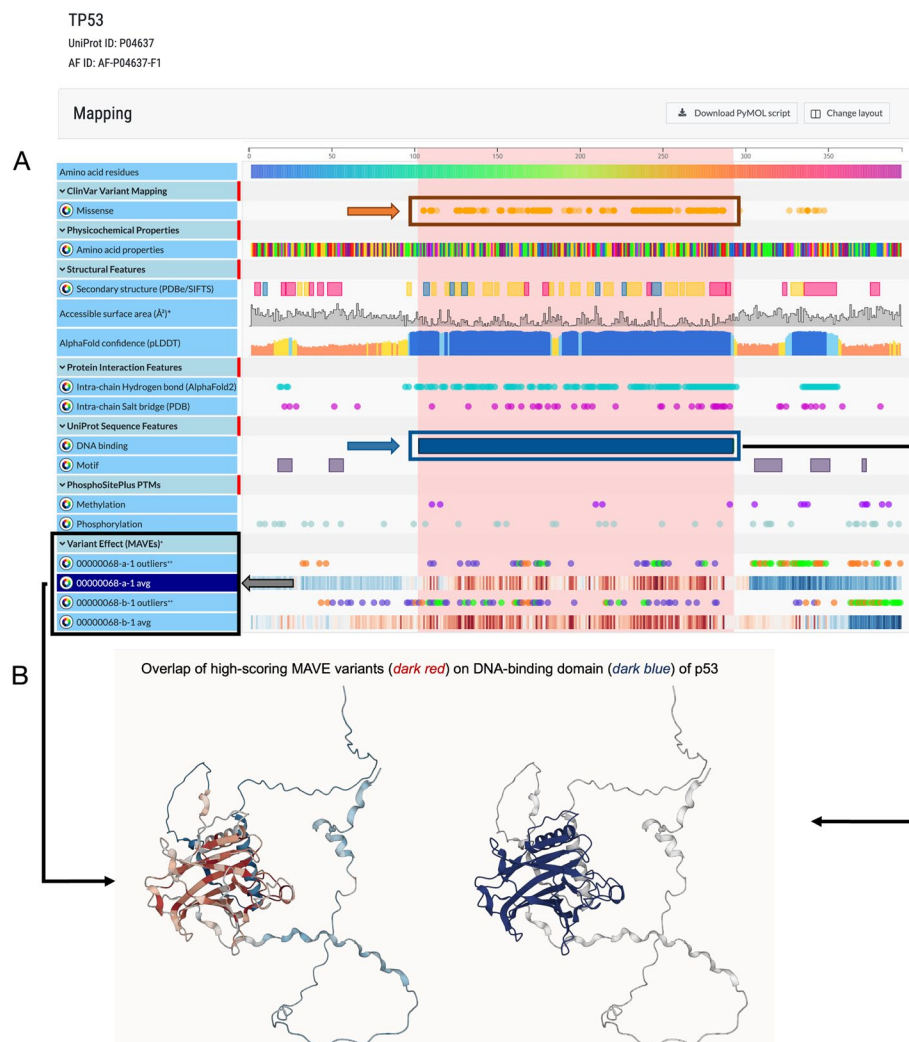 TP53
UniProt ID: P04637
AF ID: AF-P04637-F1
Mapping
Download PyMOL script
Change layout
A
0 50 100 150 200 250 300 350
Amino acid residues
ClinVar Variant Mapping
Missense
Physicochemical Properties
Amino acid properties
Structural Features
Secondary structure (PDBe/SIFTS)
Accessible surface area (Å²)*
AlphaFold confidence (pLDDT)
Protein Interaction Features
Intra-chain Hydrogen bond (AlphaFold2)
Intra-chain Salt bridge (PDB)
UniProt Sequence Features
DNA binding
Motif
PhosphoSitePlus PTMs
Methylation
Phosphorylation
Variant Effect (MAVEs)⁺
00000068-a-1 outliers⁺⁺
00000068-a-1 avg
00000068-b-1 outliers⁺⁺
00000068-b-1 avg
B
Overlap of high-scoring MAVE variants (dark red) on DNA-binding domain (dark blue) of p53